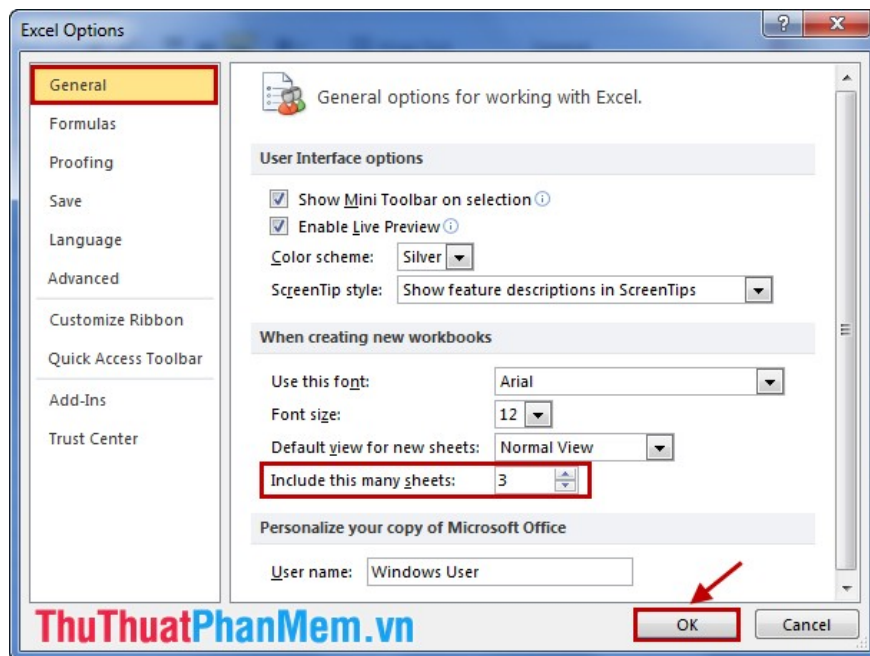 Excel Options
General
Formulas
Proofing
Save
Language
Advanced
Customize Ribbon
Quick Access Toolbar
Add-Ins
Trust Center
General options for working with Excel.
User Interface options
Show Mini Toolbar on selection
Enable Live Preview
Color scheme: Silver
ScreenTip style: Show feature descriptions in ScreenTips
When creating new workbooks
Use this font: Arial
Font size: 12
Default view for new sheets: Normal View
Include this many sheets: 3
Personalize your copy of Microsoft Office
User name: Windows User
ThuThuatPhanMem.vn
OK Cancel